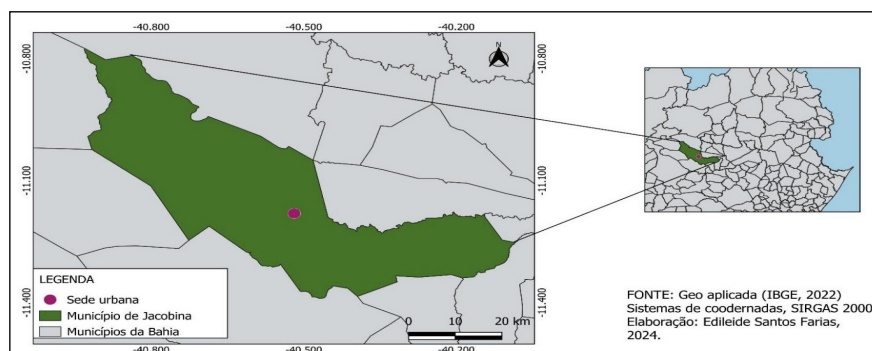 -40.800 -40.500 -40.200
N
-10.800 -10.800
-11.100 -11.100
-11.400 -11.400
LEGENDA
Sede urbana
Município de Jacobina
Municípios da Bahia
0 10 20 km
-40.800 -40.500 -40.200
FONTE: Geo aplicada (IBGE, 2022)
Sistemas de coodernadas, SIRGAS 2000
Elaboração: Edileide Santos Farias,
2024.